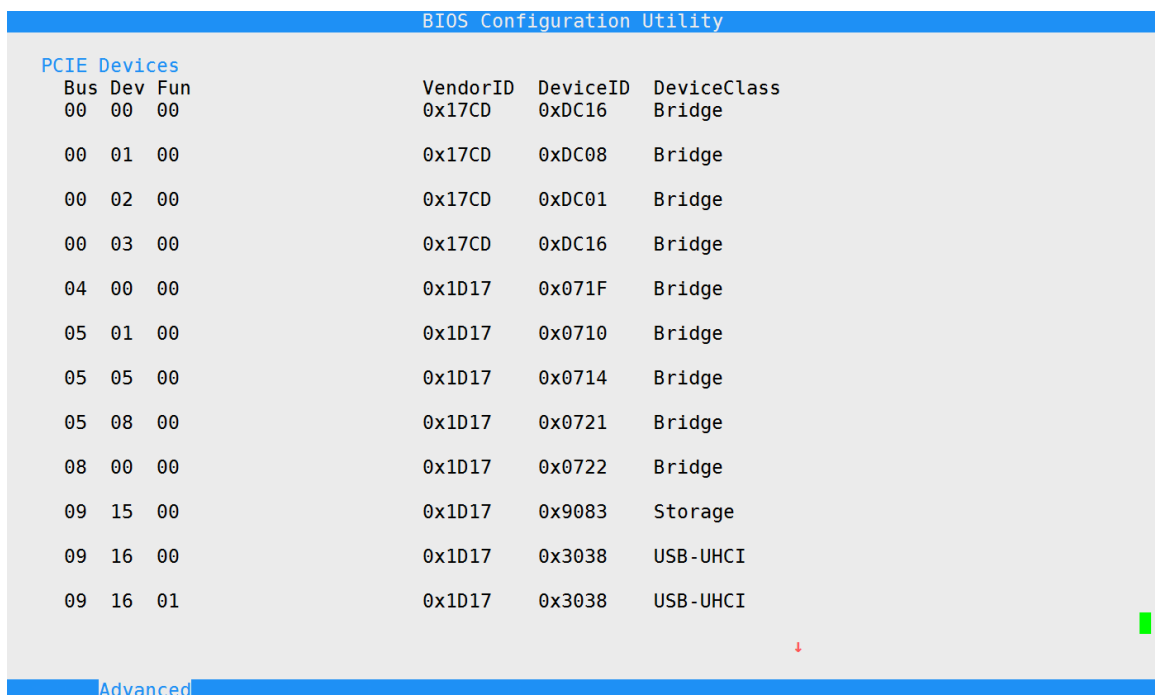 BIOS Configuration Utility
PCIE Devices
Bus Dev Fun VendorID DeviceID DeviceClass
00 00 00 0x17CD 0xDC16 Bridge
00 01 00 0x17CD 0xDC08 Bridge
00 02 00 0x17CD 0xDC01 Bridge
00 03 00 0x17CD 0xDC16 Bridge
04 00 00 0x1D17 0x071F Bridge
05 01 00 0x1D17 0x0710 Bridge
05 05 00 0x1D17 0x0714 Bridge
05 08 00 0x1D17 0x0721 Bridge
08 00 00 0x1D17 0x0722 Bridge
09 15 00 0x1D17 0x9083 Storage
09 16 00 0x1D17 0x3038 USB-UHCI
09 16 01 0x1D17 0x3038 USB-UHCI
↓
Advanced